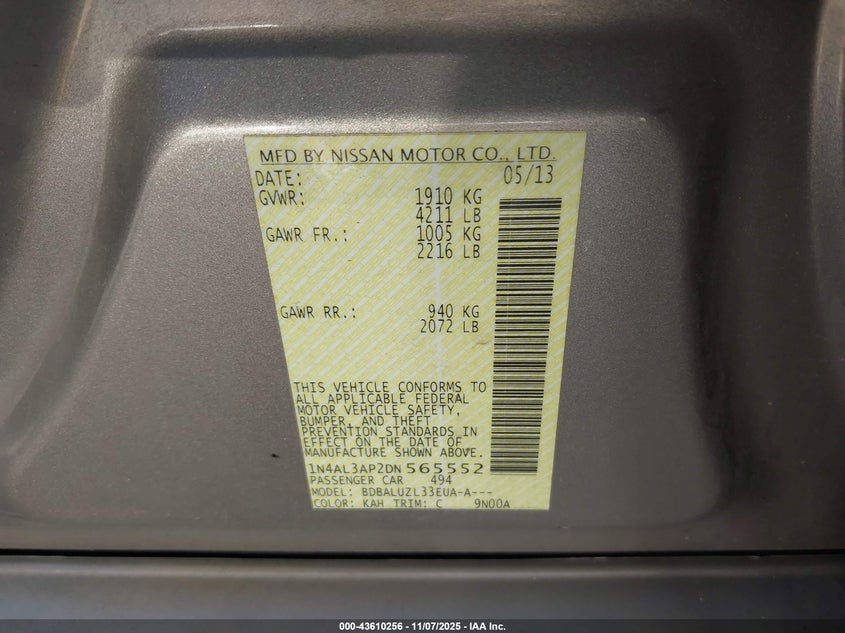 MFD BY NISSAN MOTOR CO., LTD.
DATE: 05/13
GVWR: 1910 KG
4211 LB
GAWR FR.: 1005 KG
2216 LB
GAWR RR.: 940 KG
2072 LB
THIS VEHICLE CONFORMS TO
ALL APPLICABLE FEDERAL
MOTOR VEHICLE SAFETY,
BUMPER, AND THEFT
PREVENTION STANDARDS IN
EFFECT ON THE DATE OF
MANUFACTURE SHOWN ABOVE.
1N4AL3AP2DN 565552
PASSENGER CAR 494
MODEL: BDBALUZL33EUA-A---
COLOR: KAH TRIM: C 9N00A
000-43610256 - 11/07/2025 - IAA Inc.